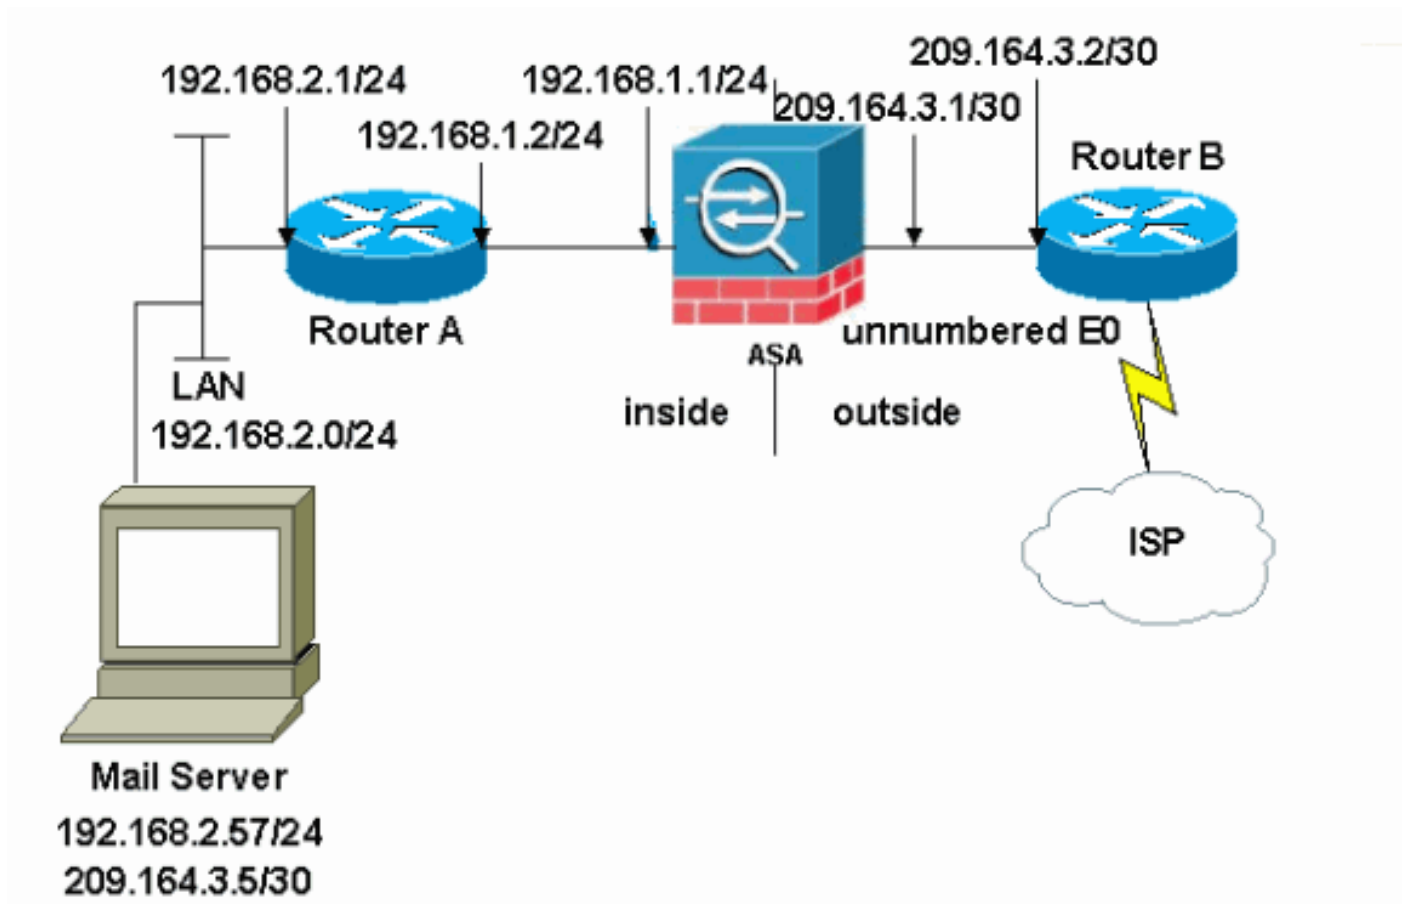 209.164.3.2/30
192.168.2.1/24
192.168.1.1/24
209.164.3.1/30
192.168.1.2/24
Router B
Router A
unnumbered E0
ASA
LAN
inside
outside
192.168.2.0/24
ISP
Mail Server
192.168.2.57/24
209.164.3.5/30